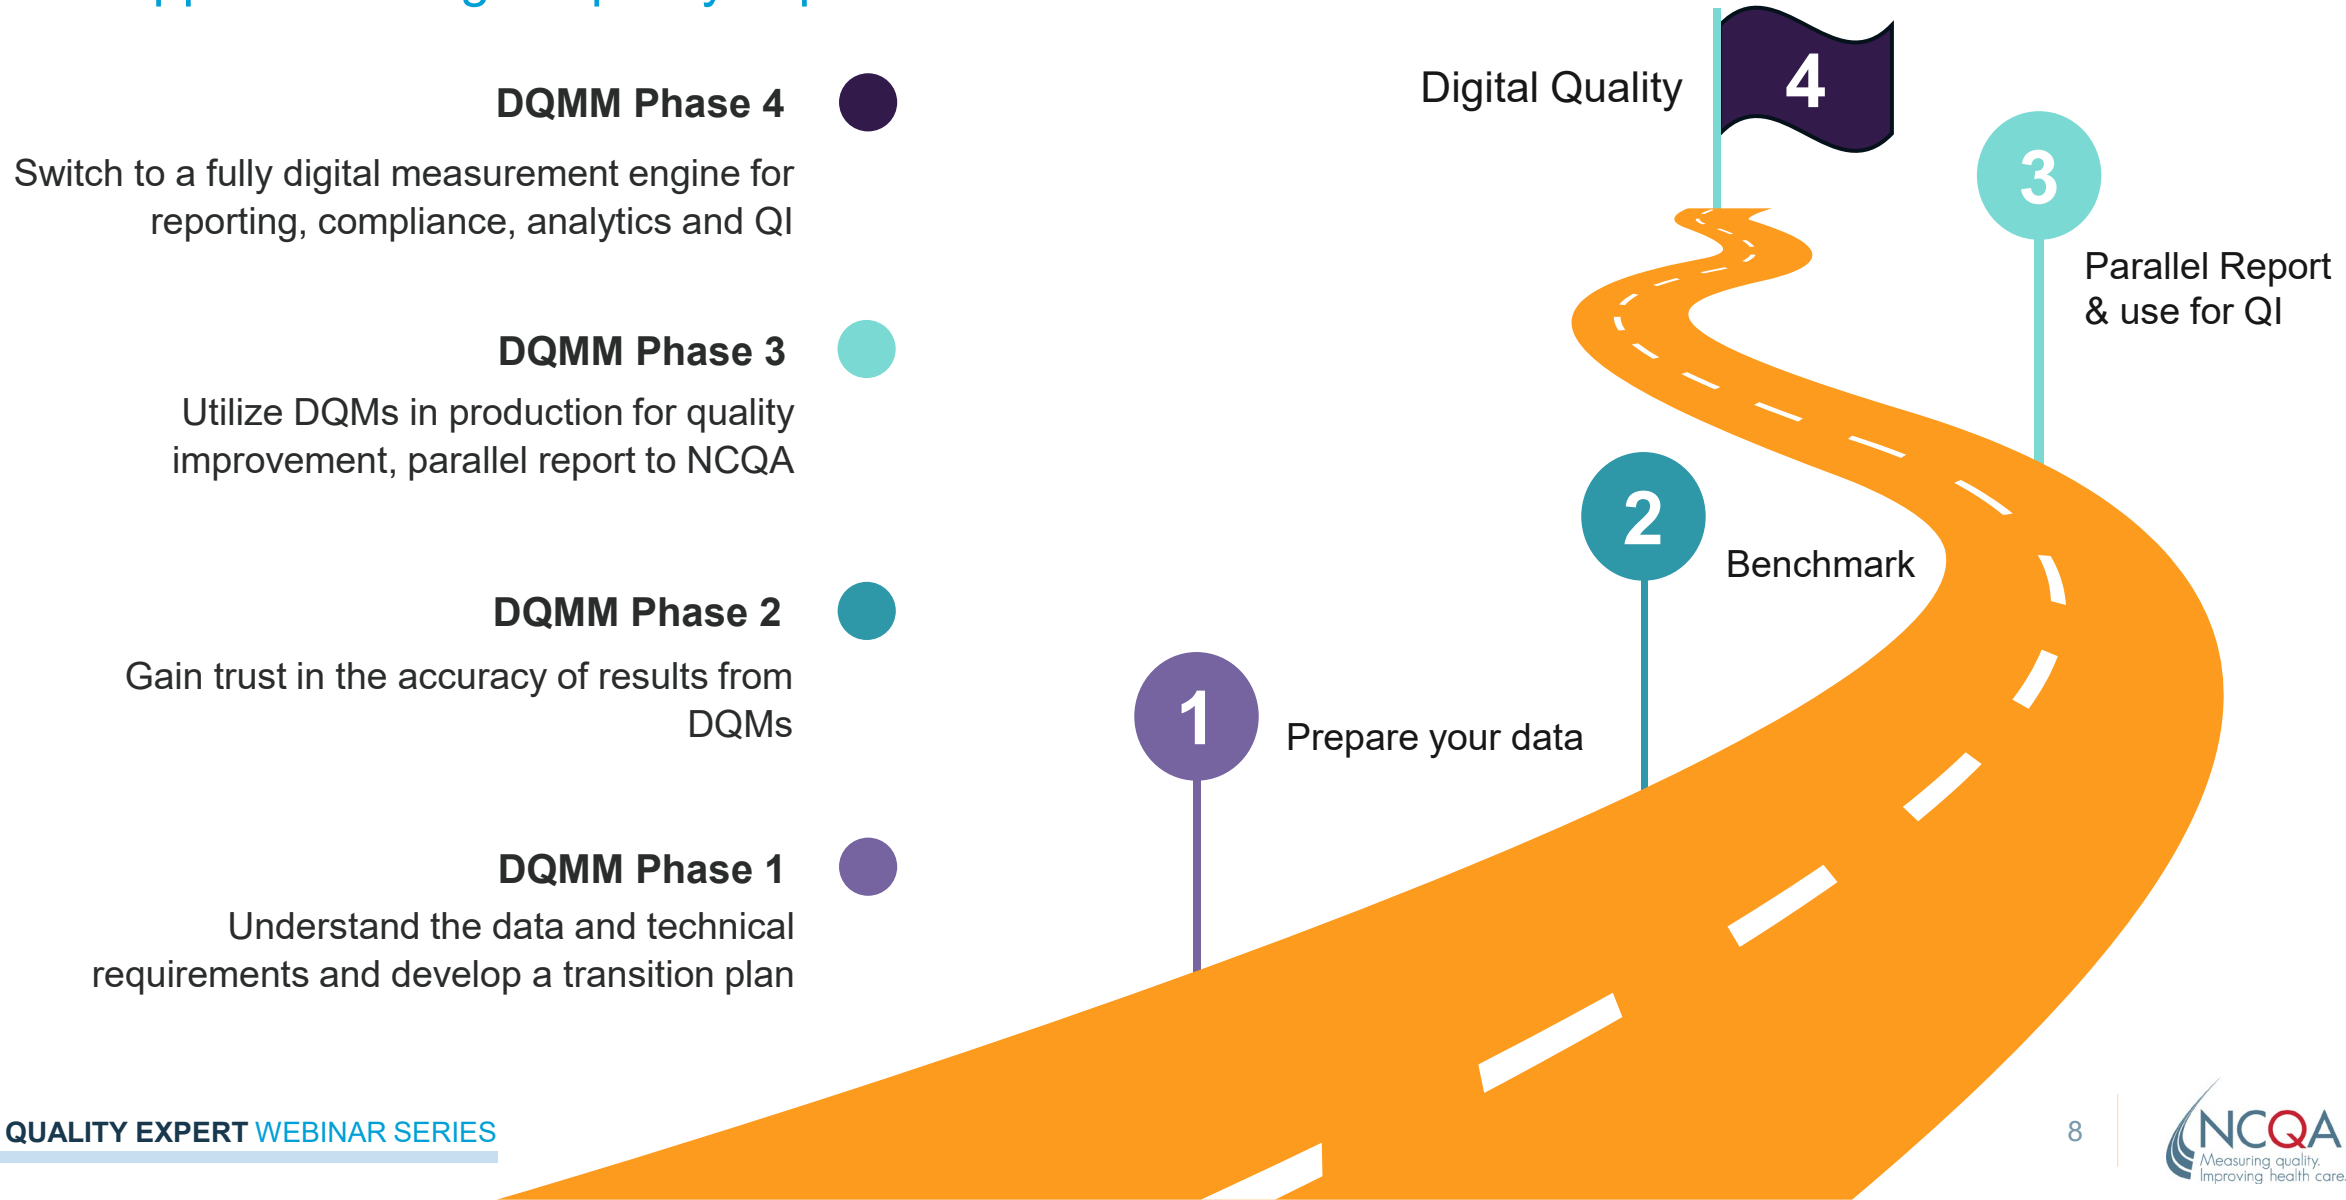 DQMM Phase 4
Switch to a fully digital measurement engine for
reporting, compliance, analytics and QI
DQMM Phase 3
Utilize DQMs in production for quality
improvement, parallel report to NCQA
DQMM Phase 2
Gain trust in the accuracy of results from
DQMs
DQMM Phase 1
Understand the data and technical
requirements and develop a transition plan
Digital Quality
4
3
Parallel Report
& use for QI
2
Benchmark
1
Prepare your data
QUALITY EXPERT WEBINAR SERIES
8
NCQA
Measuring quality.
Improving health care.